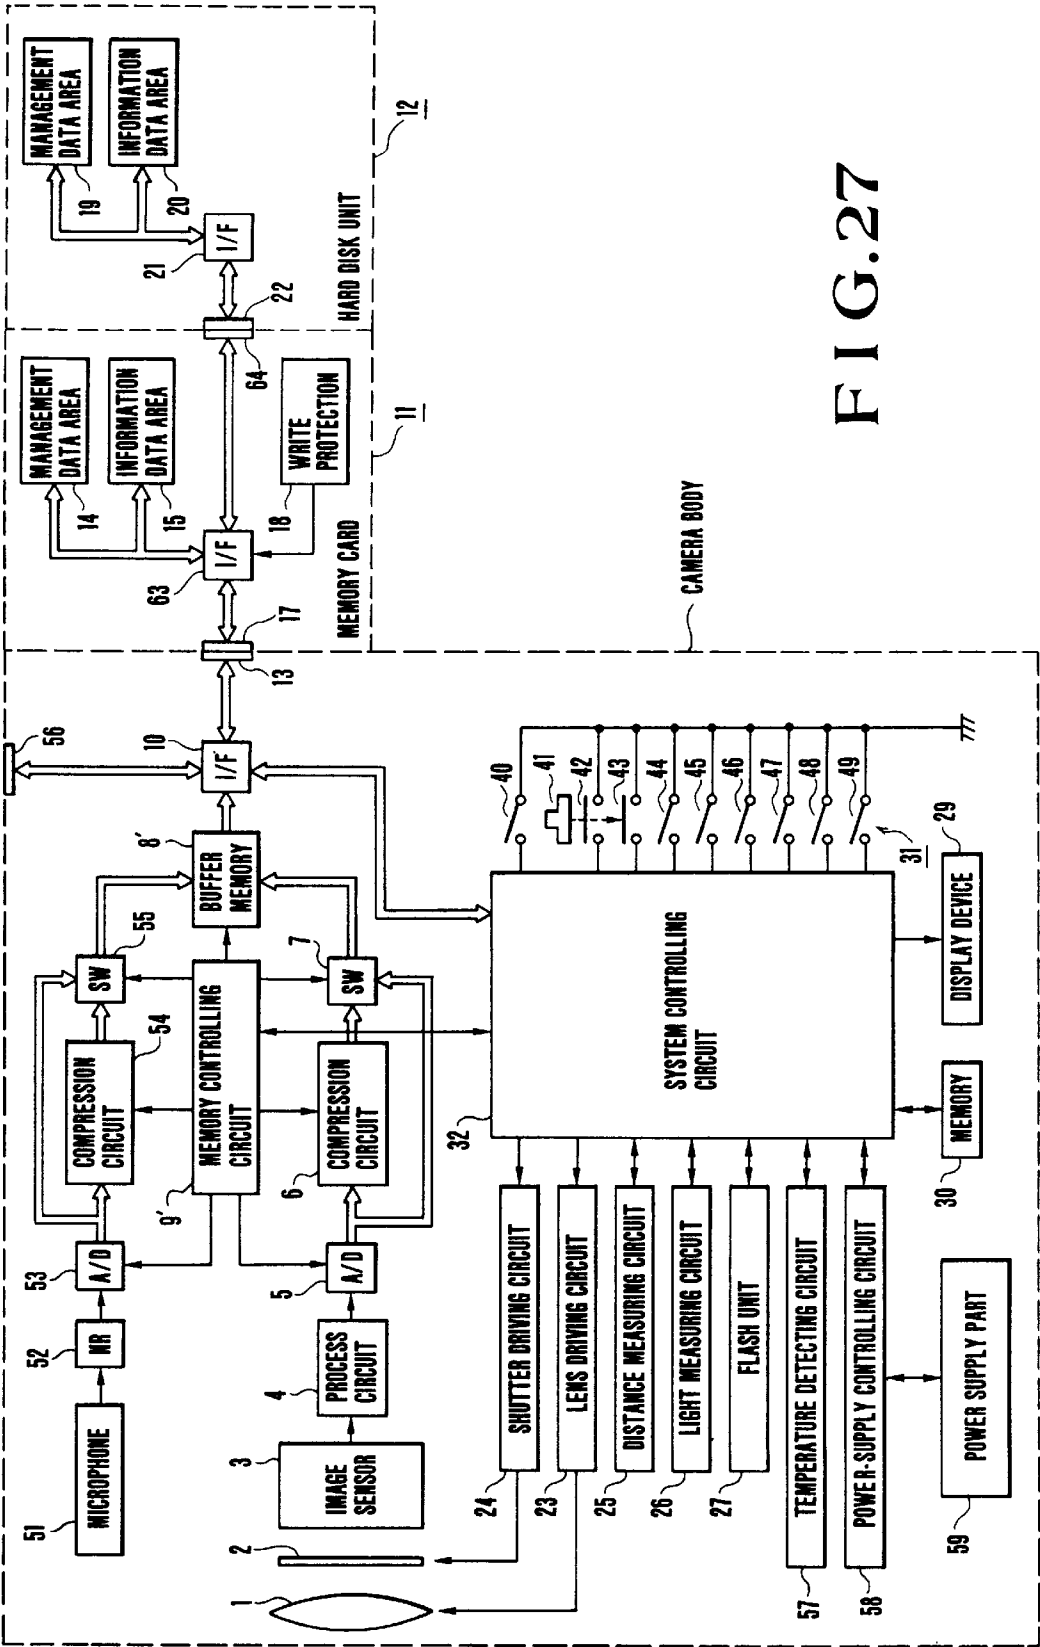 51
MICROPHONE
52
NR
53
A/D
COMPRESSION
CIRCUIT
54
SW
55
9'
MEMORY CONTROLLING
CIRCUIT
BUFFER
MEMORY
8'
10
I/F
56
1
2
3
IMAGE
SENSOR
4
PROCESS
CIRCUIT
5
A/D
6
COMPRESSION
CIRCUIT
7
SW
13
17
MEMORY CARD
63
I/F
14
MANAGEMENT
DATA AREA
15
INFORMATION
DATA AREA
18
WRITE
PROTECTION
11
64
22
HARD DISK UNIT
21
I/F
19
MANAGEMENT
DATA AREA
20
INFORMATION
DATA AREA
12
CAMERA BODY
24
SHUTTER DRIVING CIRCUIT
23
LENS DRIVING CIRCUIT
25
DISTANCE MEASURING CIRCUIT
26
LIGHT MEASURING CIRCUIT
27
FLASH UNIT
57
TEMPERATURE DETECTING CIRCUIT
58
POWER-SUPPLY CONTROLLING CIRCUIT
59
POWER SUPPLY PART
32
SYSTEM CONTROLLING
CIRCUIT
30
MEMORY
DISPLAY DEVICE
29
31
40
41
42
43
44
45
46
47
48
49
FIG.27